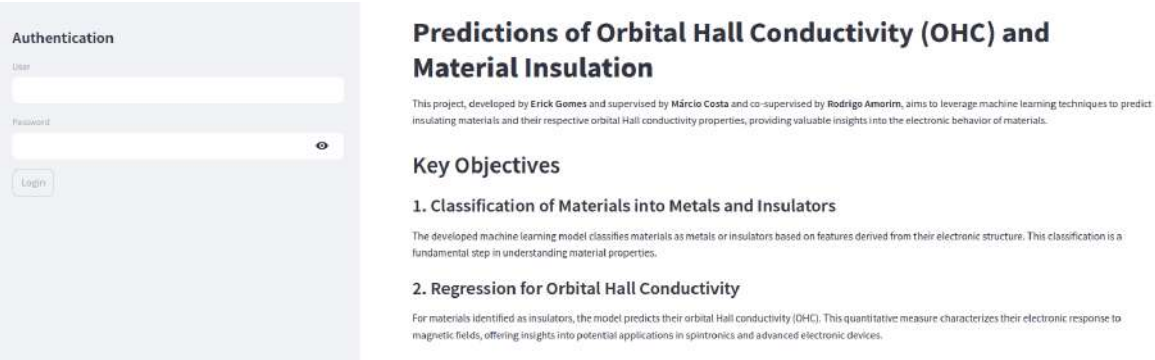 Authentication
User
Password
Login
Predictions of Orbital Hall Conductivity (OHC) and
Material Insulation
This project, developed by Erick Gomes and supervised by Márcio Costa and co-supervised by Rodrigo Amorim, aims to leverage machine learning techniques to predict
insulating materials and their respective orbital Hall conductivity properties, providing valuable insights into the electronic behavior of materials.
Key Objectives
1. Classification of Materials into Metals and Insulators
The developed machine learning model classifies materials as metals or insulators based on features derived from their electronic structure. This classification is a
fundamental step in understanding material properties.
2. Regression for Orbital Hall Conductivity
For materials identified as insulators, the model predicts their orbital Hall conductivity (OHC). This quantitative measure characterizes their electronic response to
magnetic fields, offering insights into potential applications in spintronics and advanced electronic devices.